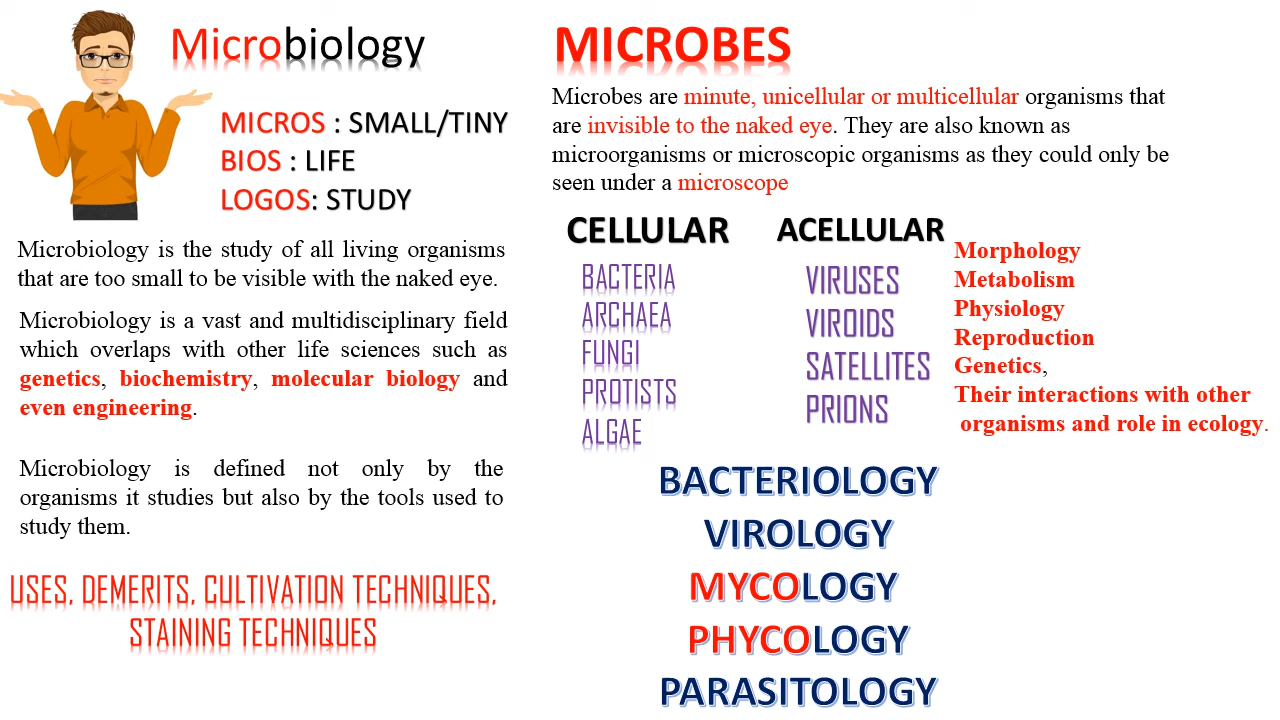 Microbiology
MICROS : SMALL/TINY
BIOS : LIFE
LOGOS: STUDY
Microbiology is the study of all living organisms
that are too small to be visible with the naked eye.
Microbiology is a vast and multidisciplinary field
which overlaps with other life sciences such as
genetics, biochemistry, molecular biology and
even engineering.
Microbiology is defined not only by the
organisms it studies but also by the tools used to
study them.
USES, DEMERITS, CULTIVATION TECHNIQUES,
STAINING TECHNIQUES
MICROBES
Microbes are minute, unicellular or multicellular organisms that
are invisible to the naked eye. They are also known as
microorganisms or microscopic organisms as they could only be
seen under a microscope
CELLULAR
BACTERIA
ARCHAEA
FUNGI
PROTISTS
ALGAE
ACELLULAR
VIRUSES
VIROIDS
SATELLITES
PRIONS
Morphology
Metabolism
Physiology
Reproduction
Genetics,
Their interactions with other
organisms and role in ecology.
BACTERIOLOGY
VIROLOGY
MYCOLOGY
PHYCOLOGY
PARASITOLOGY